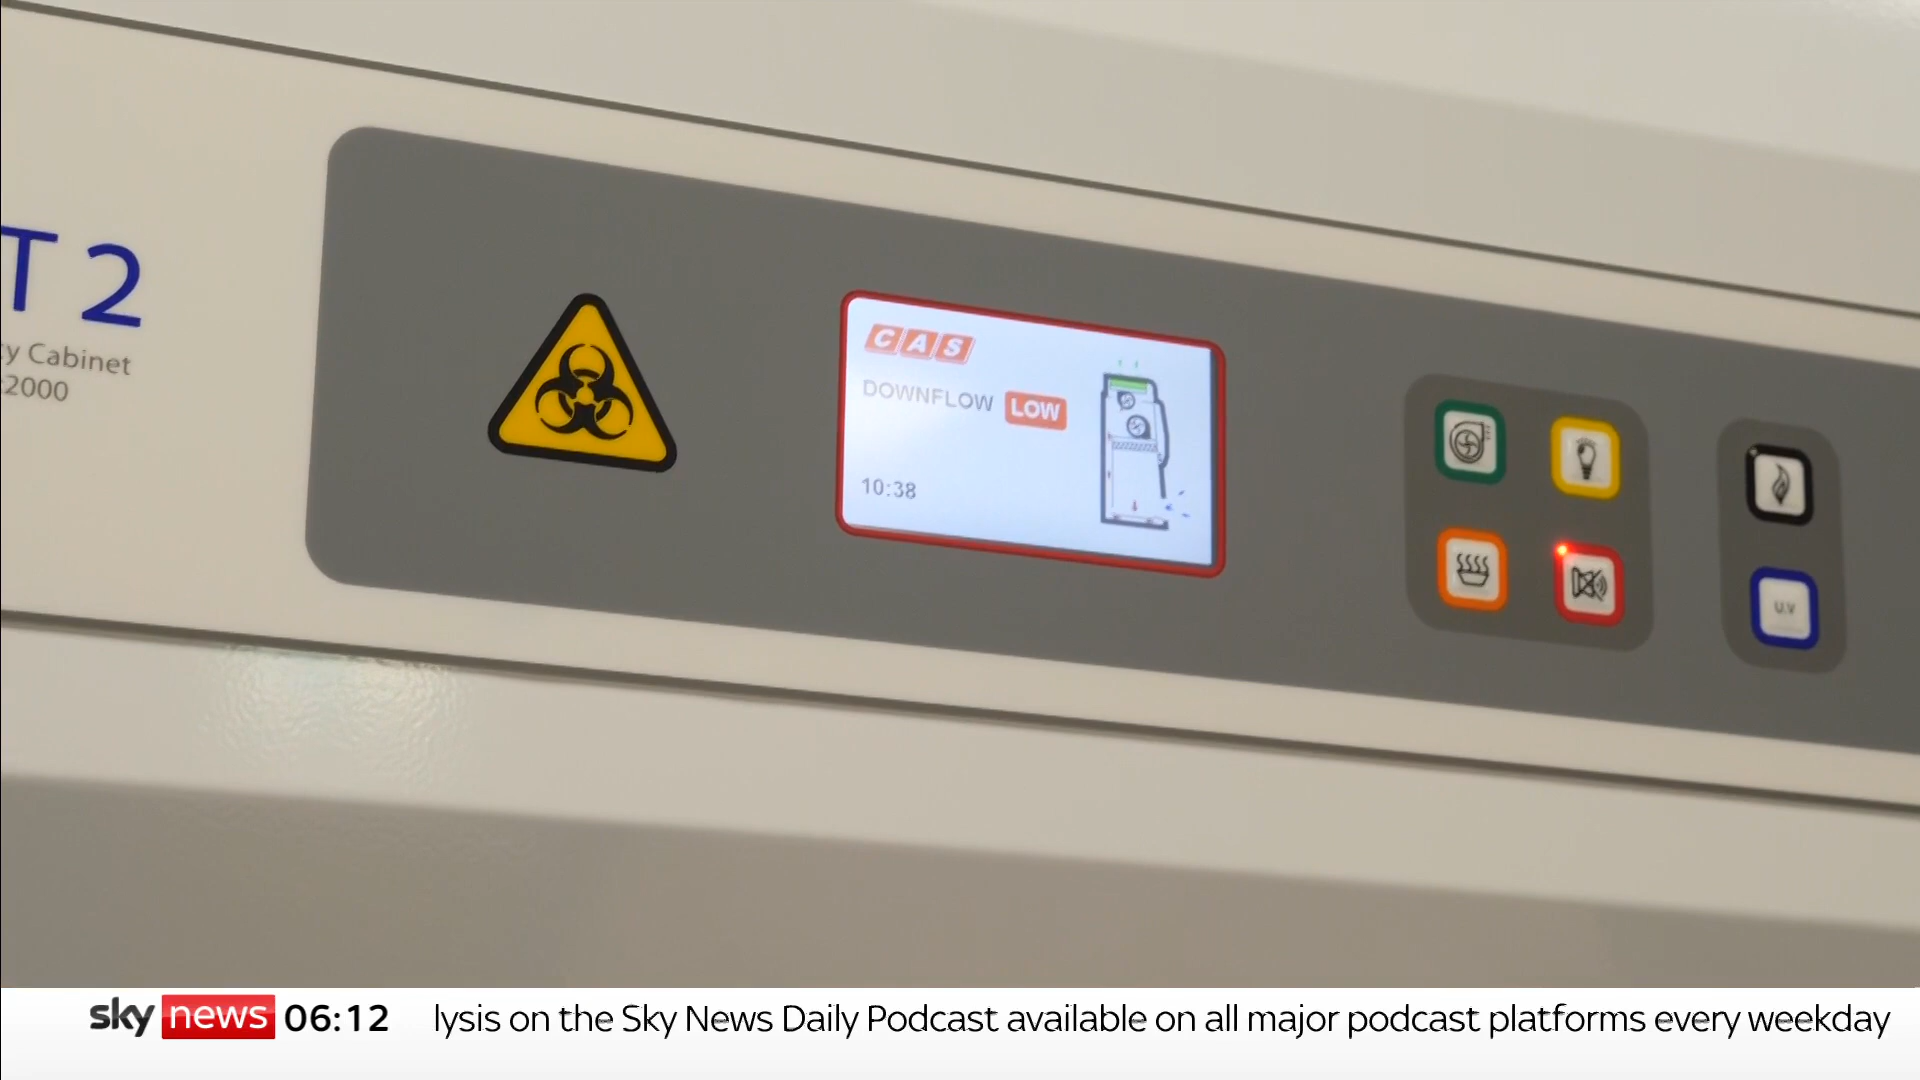 T 2
y Cabinet
:2000
CAS
DOWNFLOW LOW
10:38
U.V
sky news 06:12 lysis on the Sky News Daily Podcast available on all major podcast platforms every weekday